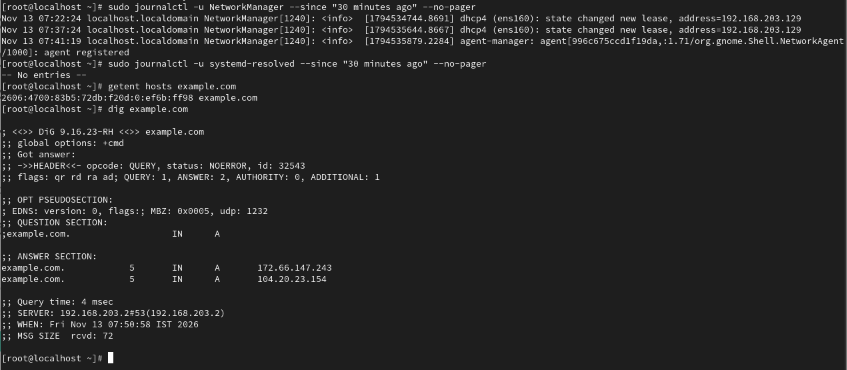 [root@localhost ~]# sudo journalctl -u NetworkManager --since "30 minutes ago" --no-pager
Nov 13 07:22:24 localhost.localdomain NetworkManager[1240]: <info>  [1794534744.8691] dhcp4 (ens160): state changed new lease, address=192.168.203.129
Nov 13 07:37:24 localhost.localdomain NetworkManager[1240]: <info>  [1794535644.2667] dhcp4 (ens160): state changed new lease, address=192.168.203.129
Nov 13 07:41:19 localhost.localdomain NetworkManager[1240]: <info>  [1794535879.2284] agent-manager: agent[996c675ccd1f19da,:1.71/org.gnome.Shell.NetworkAgent
/1000]: agent registered
[root@localhost ~]# sudo journalctl -u systemd-resolved --since "30 minutes ago" --no-pager
-- No entries --
[root@localhost ~]# getent hosts example.com
2606:4700:83b5:72db:f20d:0:ef6b:ff98 example.com
[root@localhost ~]# dig example.com
; <<>> DiG 9.16.23-RH <<>> example.com
;; global options: +cmd
;; Got answer:
;; ->>HEADER<<- opcode: QUERY, status: NOERROR, id: 32543
;; flags: qr rd ra ad; QUERY: 1, ANSWER: 2, AUTHORITY: 0, ADDITIONAL: 1
;; OPT PSEUDOSECTION:
; EDNS: version: 0, flags:; MBZ: 0x0005, udp: 1232
;; QUESTION SECTION:
;example.com. IN A
;; ANSWER SECTION:
example.com. 5 IN A 172.66.147.243
example.com. 5 IN A 104.20.23.154
;; Query time: 4 msec
;; SERVER: 192.168.203.2#53(192.168.203.2)
;; WHEN: Fri Nov 13 07:50:58 IST 2026
;; MSG SIZE  rcvd: 72
[root@localhost ~]#